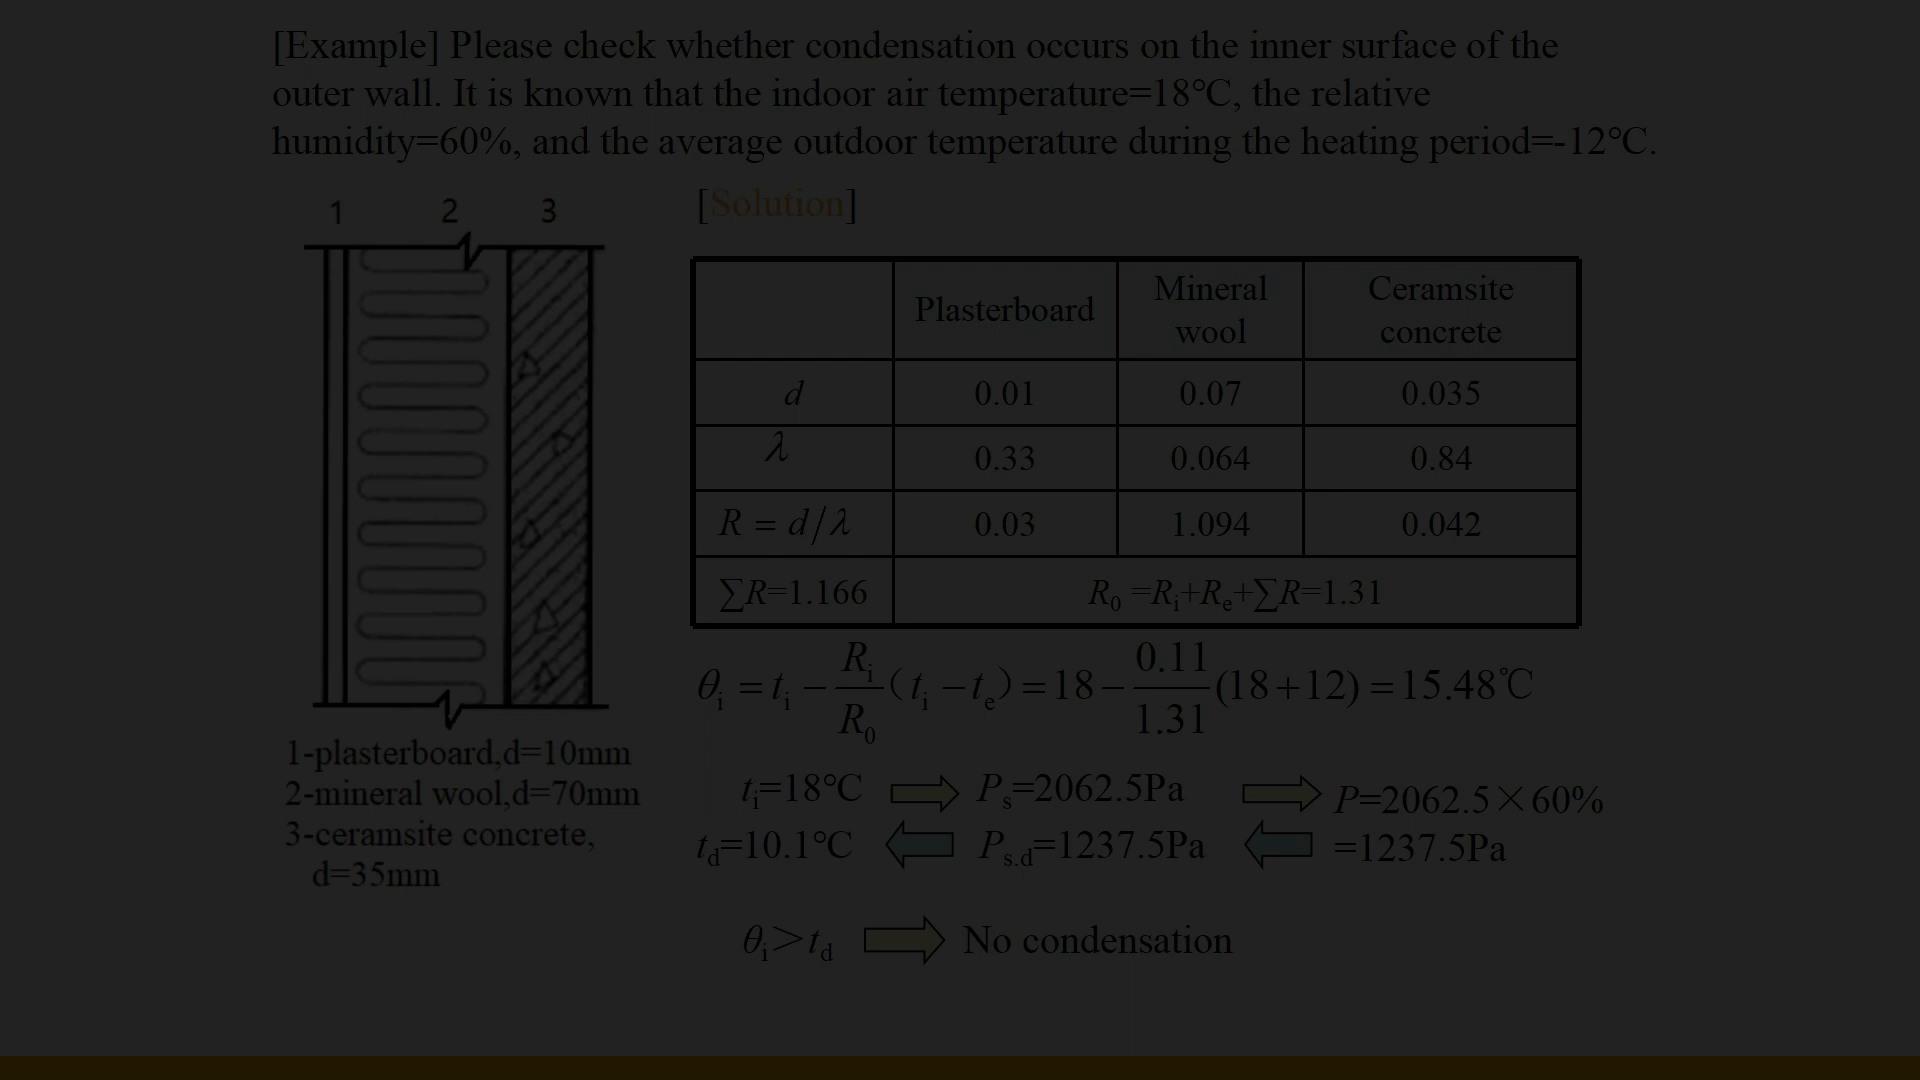 [Example] Please check whether condensation occurs on the inner surface of the
outer wall. It is known that the indoor air temperature=18℃, the relative
humidity=60%, and the average outdoor temperature during the heating period=-12℃.
[Solution]
1 2 3
Plasterboard Mineral wool Ceramsite concrete
d 0.01 0.07 0.035
λ 0.33 0.064 0.84
R = d/λ 0.03 1.094 0.042
∑R=1.166 R₀ =Rᵢ+Rₑ+∑R=1.31
θᵢ = tᵢ − Rᵢ/R₀ (tᵢ − tₑ) = 18 − 0.11/1.31 (18+12) = 15.48℃
1-plasterboard,d=10mm
2-mineral wool,d=70mm
3-ceramsite concrete,
d=35mm
tᵢ=18℃ Pₛ=2062.5Pa P=2062.5×60%
t_d=10.1℃ P_s.d=1237.5Pa =1237.5Pa
θᵢ>t_d No condensation